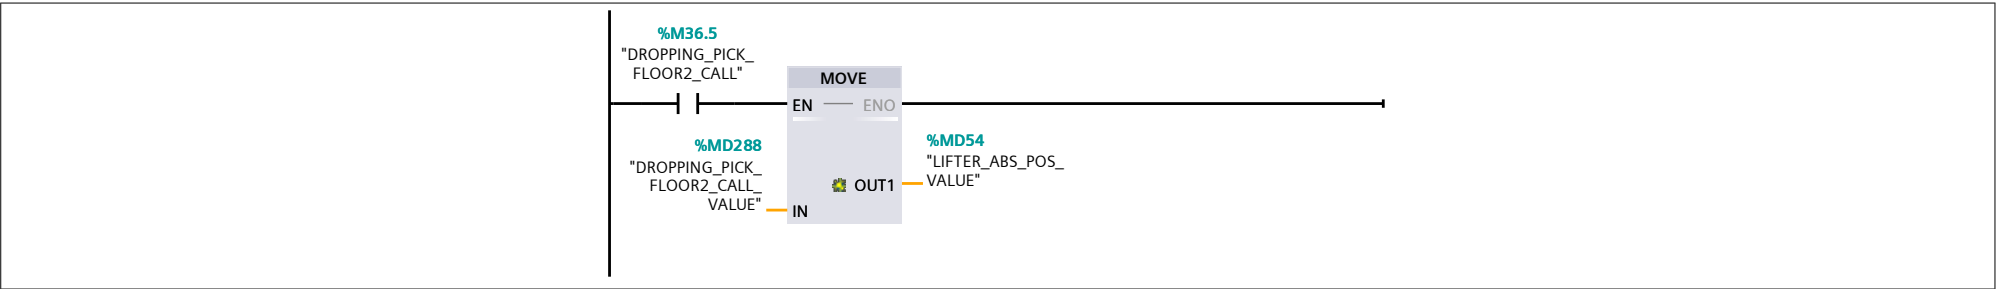 %M36.5
"DROPPING_PICK_
FLOOR2_CALL"
MOVE
EN
ENO
%MD288
"DROPPING_PICK_
FLOOR2_CALL_
VALUE"
IN
OUT1
%MD54
"LIFTER_ABS_POS_
VALUE"